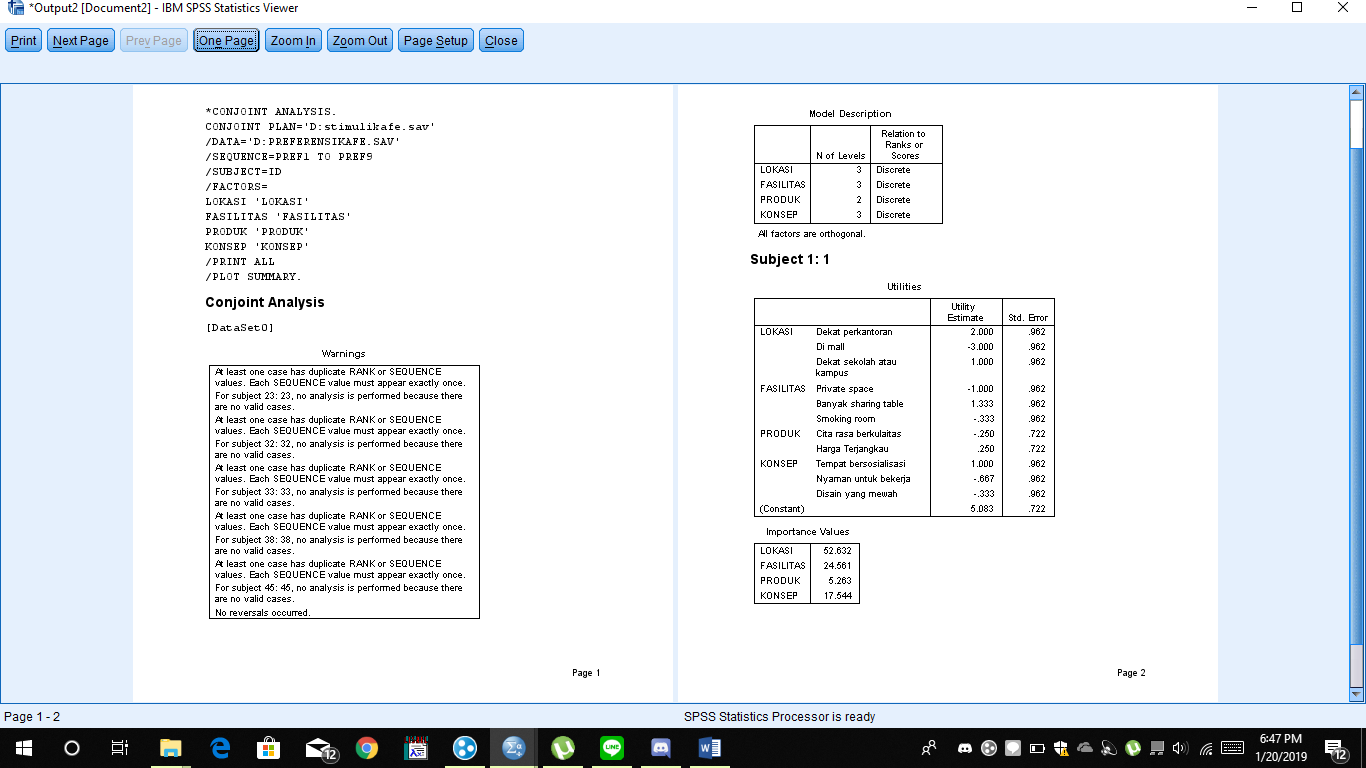 *Output2 [Document2] - IBM SPSS Statistics Viewer
Print Next Page Prev Page One Page Zoom In Zoom Out Page Setup Close
*CONJOINT ANALYSIS.
CONJOINT PLAN='D:stimulikafe.sav'
/DATA='D:PREFERENSIKAFE.SAV'
/SEQUENCE=PREF1 TO PREF9
/SUBJECT=ID
/FACTORS=
LOKASI 'LOKASI'
FASILITAS 'FASILITAS'
PRODUK 'PRODUK'
KONSEP 'KONSEP'
/PRINT ALL
/PLOT SUMMARY.
Conjoint Analysis
[DataSet0]
Warnings
At least one case has duplicate RANK or SEQUENCE
values. Each SEQUENCE value must appear exactly once.
For subject 23: 23, no analysis is performed because there
are no valid cases.
At least one case has duplicate RANK or SEQUENCE
values. Each SEQUENCE value must appear exactly once.
For subject 32: 32, no analysis is performed because there
are no valid cases.
At least one case has duplicate RANK or SEQUENCE
values. Each SEQUENCE value must appear exactly once.
For subject 33: 33, no analysis is performed because there
are no valid cases.
At least one case has duplicate RANK or SEQUENCE
values. Each SEQUENCE value must appear exactly once.
For subject 38: 38, no analysis is performed because there
are no valid cases.
At least one case has duplicate RANK or SEQUENCE
values. Each SEQUENCE value must appear exactly once.
For subject 45: 45, no analysis is performed because there
are no valid cases.
No reversals occurred.
Page 1
Model Description
N of Levels Relation to
Ranks or
Scores
LOKASI 3 Discrete
FASILITAS 3 Discrete
PRODUK 2 Discrete
KONSEP 3 Discrete
All factors are orthogonal.
Subject 1: 1
Utilities
Utility
Estimate Std. Error
LOKASI Dekat perkantoran 2.000 .962
Di mall -3.000 .962
Dekat sekolah atau 1.000 .962
kampus
FASILITAS Private space -1.000 .962
Banyak sharing table 1.333 .962
Smoking room -.333 .962
PRODUK Cita rasa berkulaitas -.250 .722
Harga Terjangkau .250 .722
KONSEP Tempat bersosialisasi 1.000 .962
Nyaman untuk bekerja -.667 .962
Disain yang mewah -.333 .962
(Constant) 5.083 .722
Importance Values
LOKASI 52.632
FASILITAS 24.561
PRODUK 5.263
KONSEP 17.544
Page 2
Page 1 - 2 SPSS Statistics Processor is ready
12
LINE
6:47 PM
1/20/2019
12